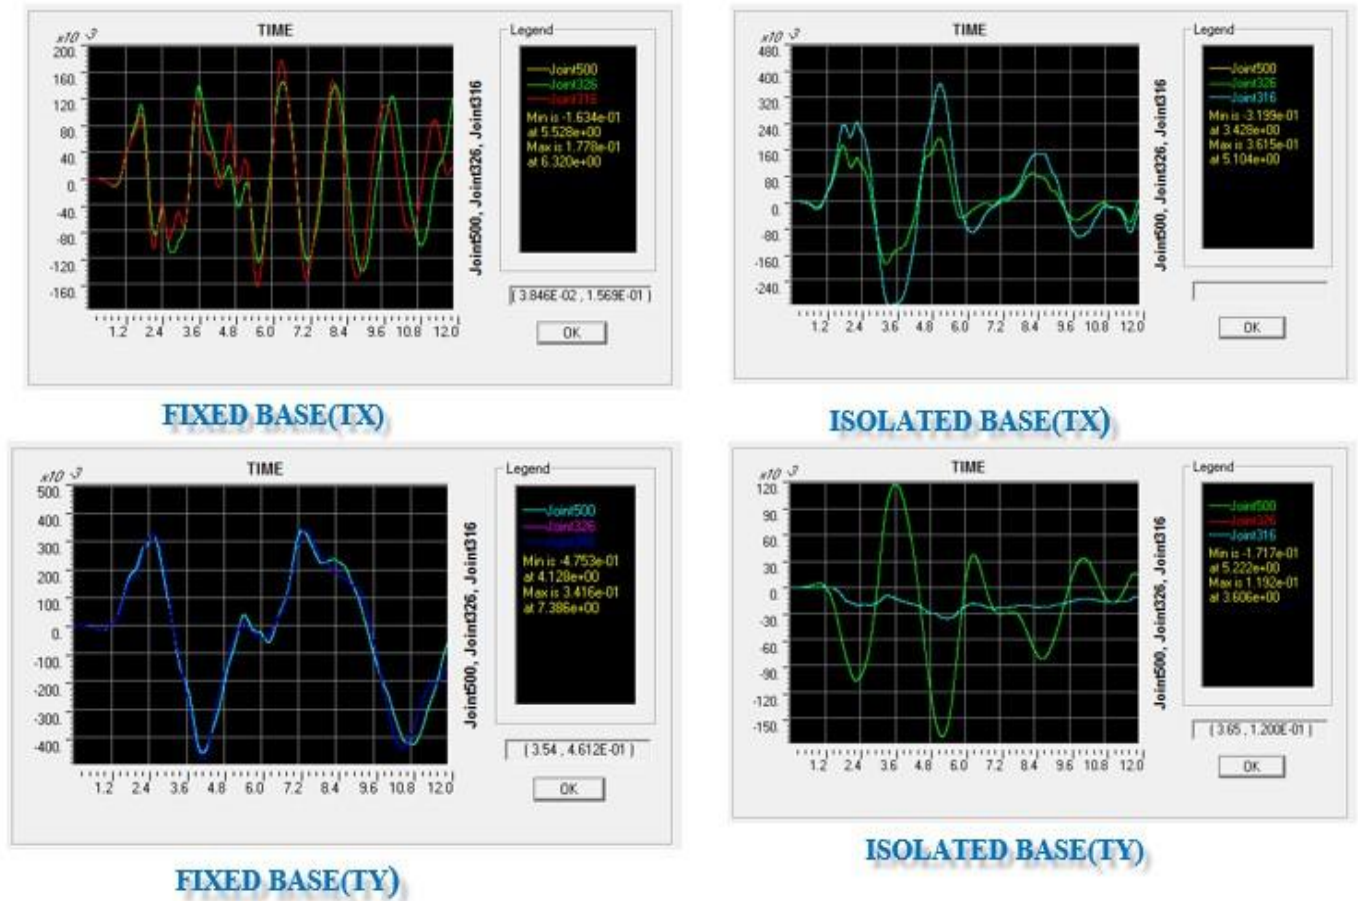 TIME
x10 -3
200.
160.
120.
80.
40.
0.
-40.
-80.
-120.
-160.
1.2 2.4 3.6 4.8 6.0 7.2 8.4 9.6 10.8 12.0
Joint500, Joint326, Joint316
Legend
Joint500
Joint326
Joint316
Min is -1.634e-01
at 5.528e+00
Max is 1.778e-01
at 6.320e+00
( 3.846E-02 , 1.569E-01 )
OK
FIXED BASE(TX)
TIME
x10 -3
480.
400.
320.
240.
160.
80.
0.
-80.
-160.
-240.
1.2 2.4 3.6 4.8 6.0 7.2 8.4 9.6 10.8 12.0
Joint500, Joint326, Joint316
Legend
Joint500
Joint326
Joint316
Min is -3.199e-01
at 3.428e+00
Max is 3.615e-01
at 5.104e+00
OK
ISOLATED BASE(TX)
TIME
x10 -3
500.
400.
300.
200.
100.
0.
-100.
-200.
-300.
-400.
1.2 2.4 3.6 4.8 6.0 7.2 8.4 9.6 10.8 12.0
Joint500, Joint326, Joint316
Legend
Joint500
Joint326
Min is -4.753e-01
at 4.128e+00
Max is 3.416e-01
at 7.386e+00
( 3.54 , 4.612E-01 )
OK
FIXED BASE(TY)
TIME
x10 -3
120.
90.
60.
30.
0.
-30.
-60.
-90.
-120.
-150.
1.2 2.4 3.6 4.8 6.0 7.2 8.4 9.6 10.8 12.0
Joint500, Joint326, Joint316
Legend
Joint500
Joint326
Joint316
Min is -1.717e-01
at 5.222e+00
Max is 1.192e-01
at 3.606e+00
( 3.65 , 1.200E-01 )
OK
ISOLATED BASE(TY)